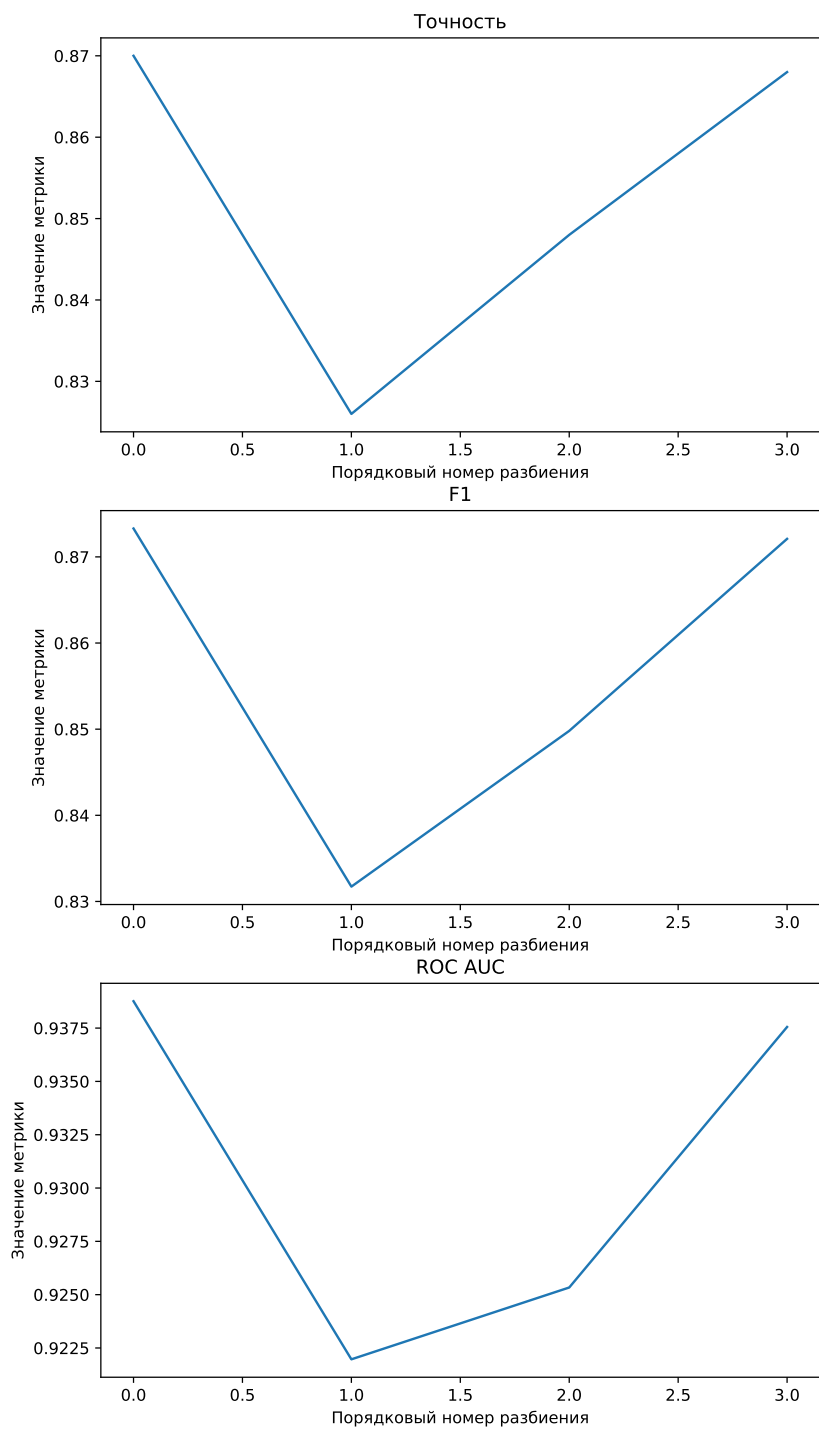 Точность
0.87
0.86
0.85
0.84
0.83
Значение метрики
0.0 0.5 1.0 1.5 2.0 2.5 3.0
Порядковый номер разбиения
F1
0.87
0.86
0.85
0.84
0.83
Значение метрики
0.0 0.5 1.0 1.5 2.0 2.5 3.0
Порядковый номер разбиения
ROC AUC
0.9375
0.9350
0.9325
0.9300
0.9275
0.9250
0.9225
Значение метрики
0.0 0.5 1.0 1.5 2.0 2.5 3.0
Порядковый номер разбиения